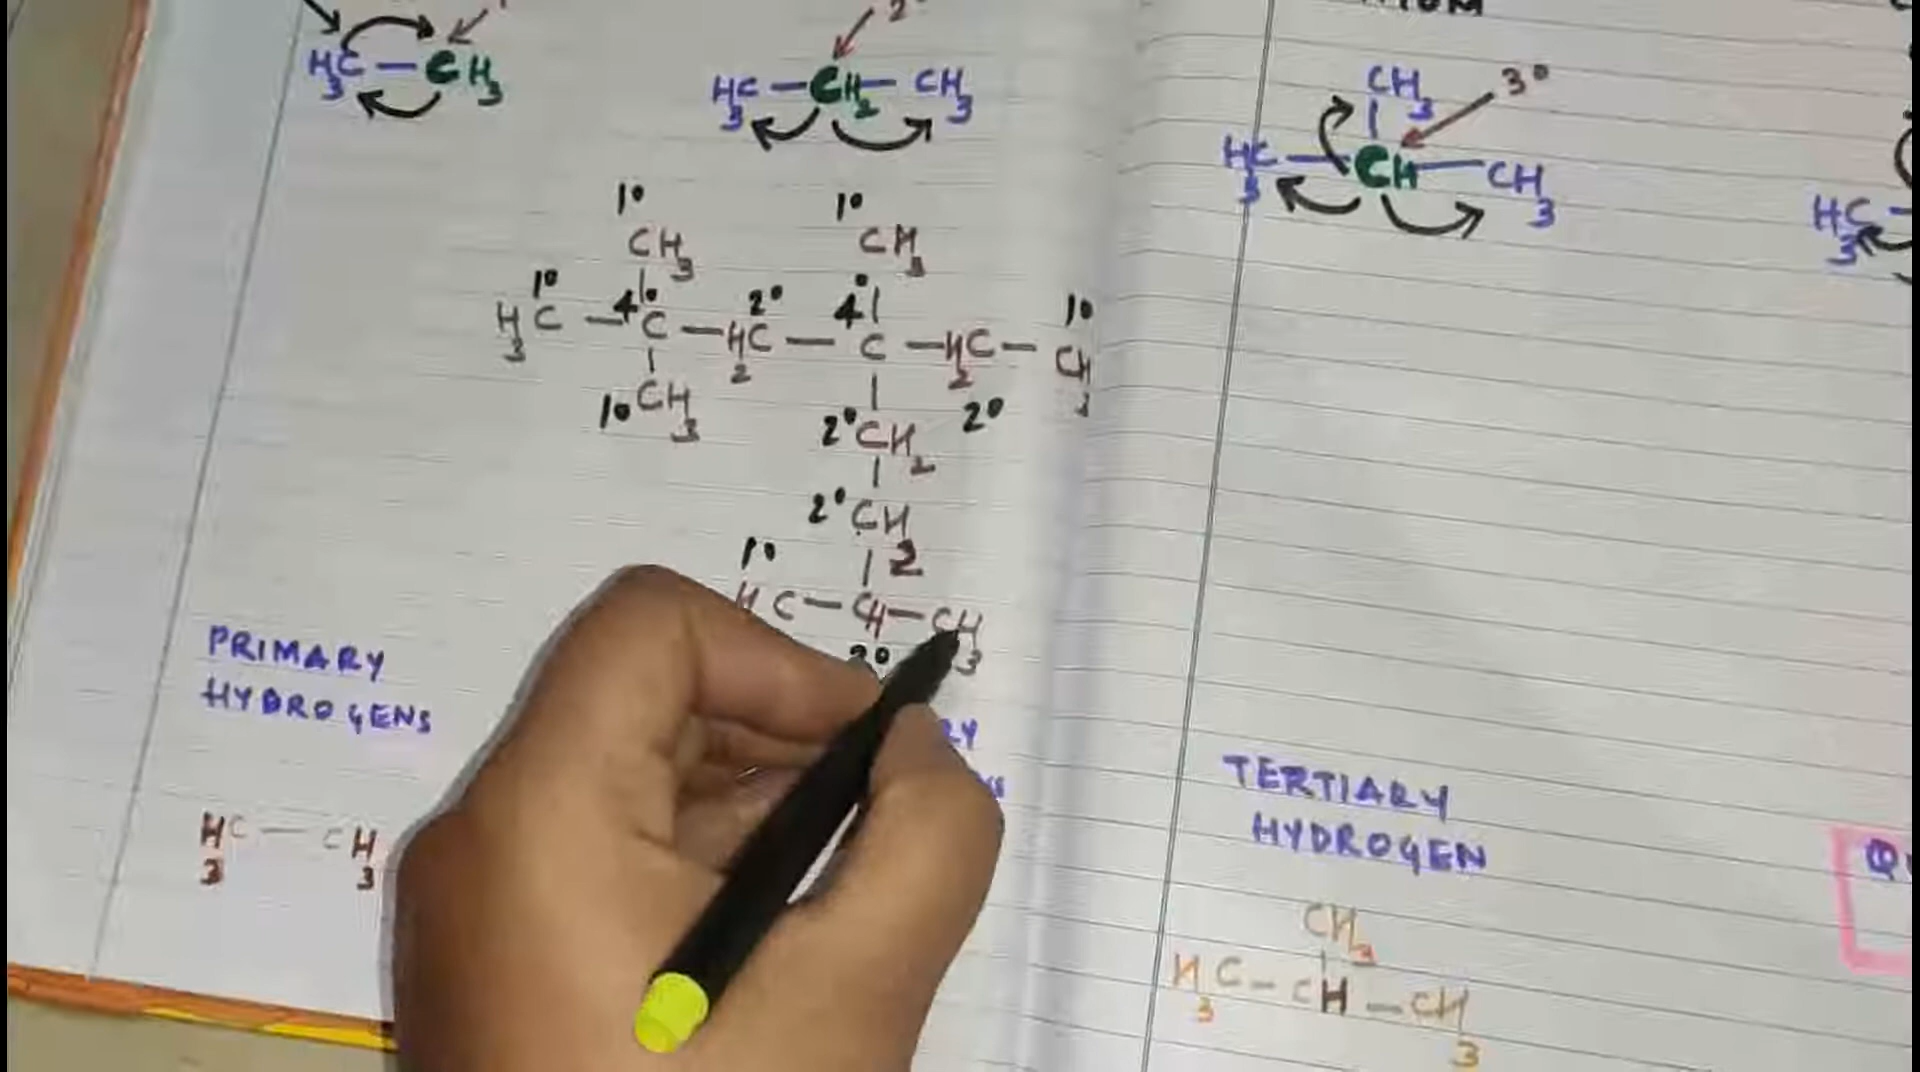 H3C — CH3
2°
H3C — CH2 — CH3
CH3 3°
H3C — CH — CH3
H3C
1° 1°
CH3 CH3
1° 4° 2° 4° 1°
H3C — C — H2C — C — H2C — CH3
1° CH3 2° CH2 2°
2° CH2
1°
H C — CH — CH3
PRIMARY
HYDROGENS
TERTIARY
HYDROGEN
H3C — CH3
CH3
H3C — CH — CH3